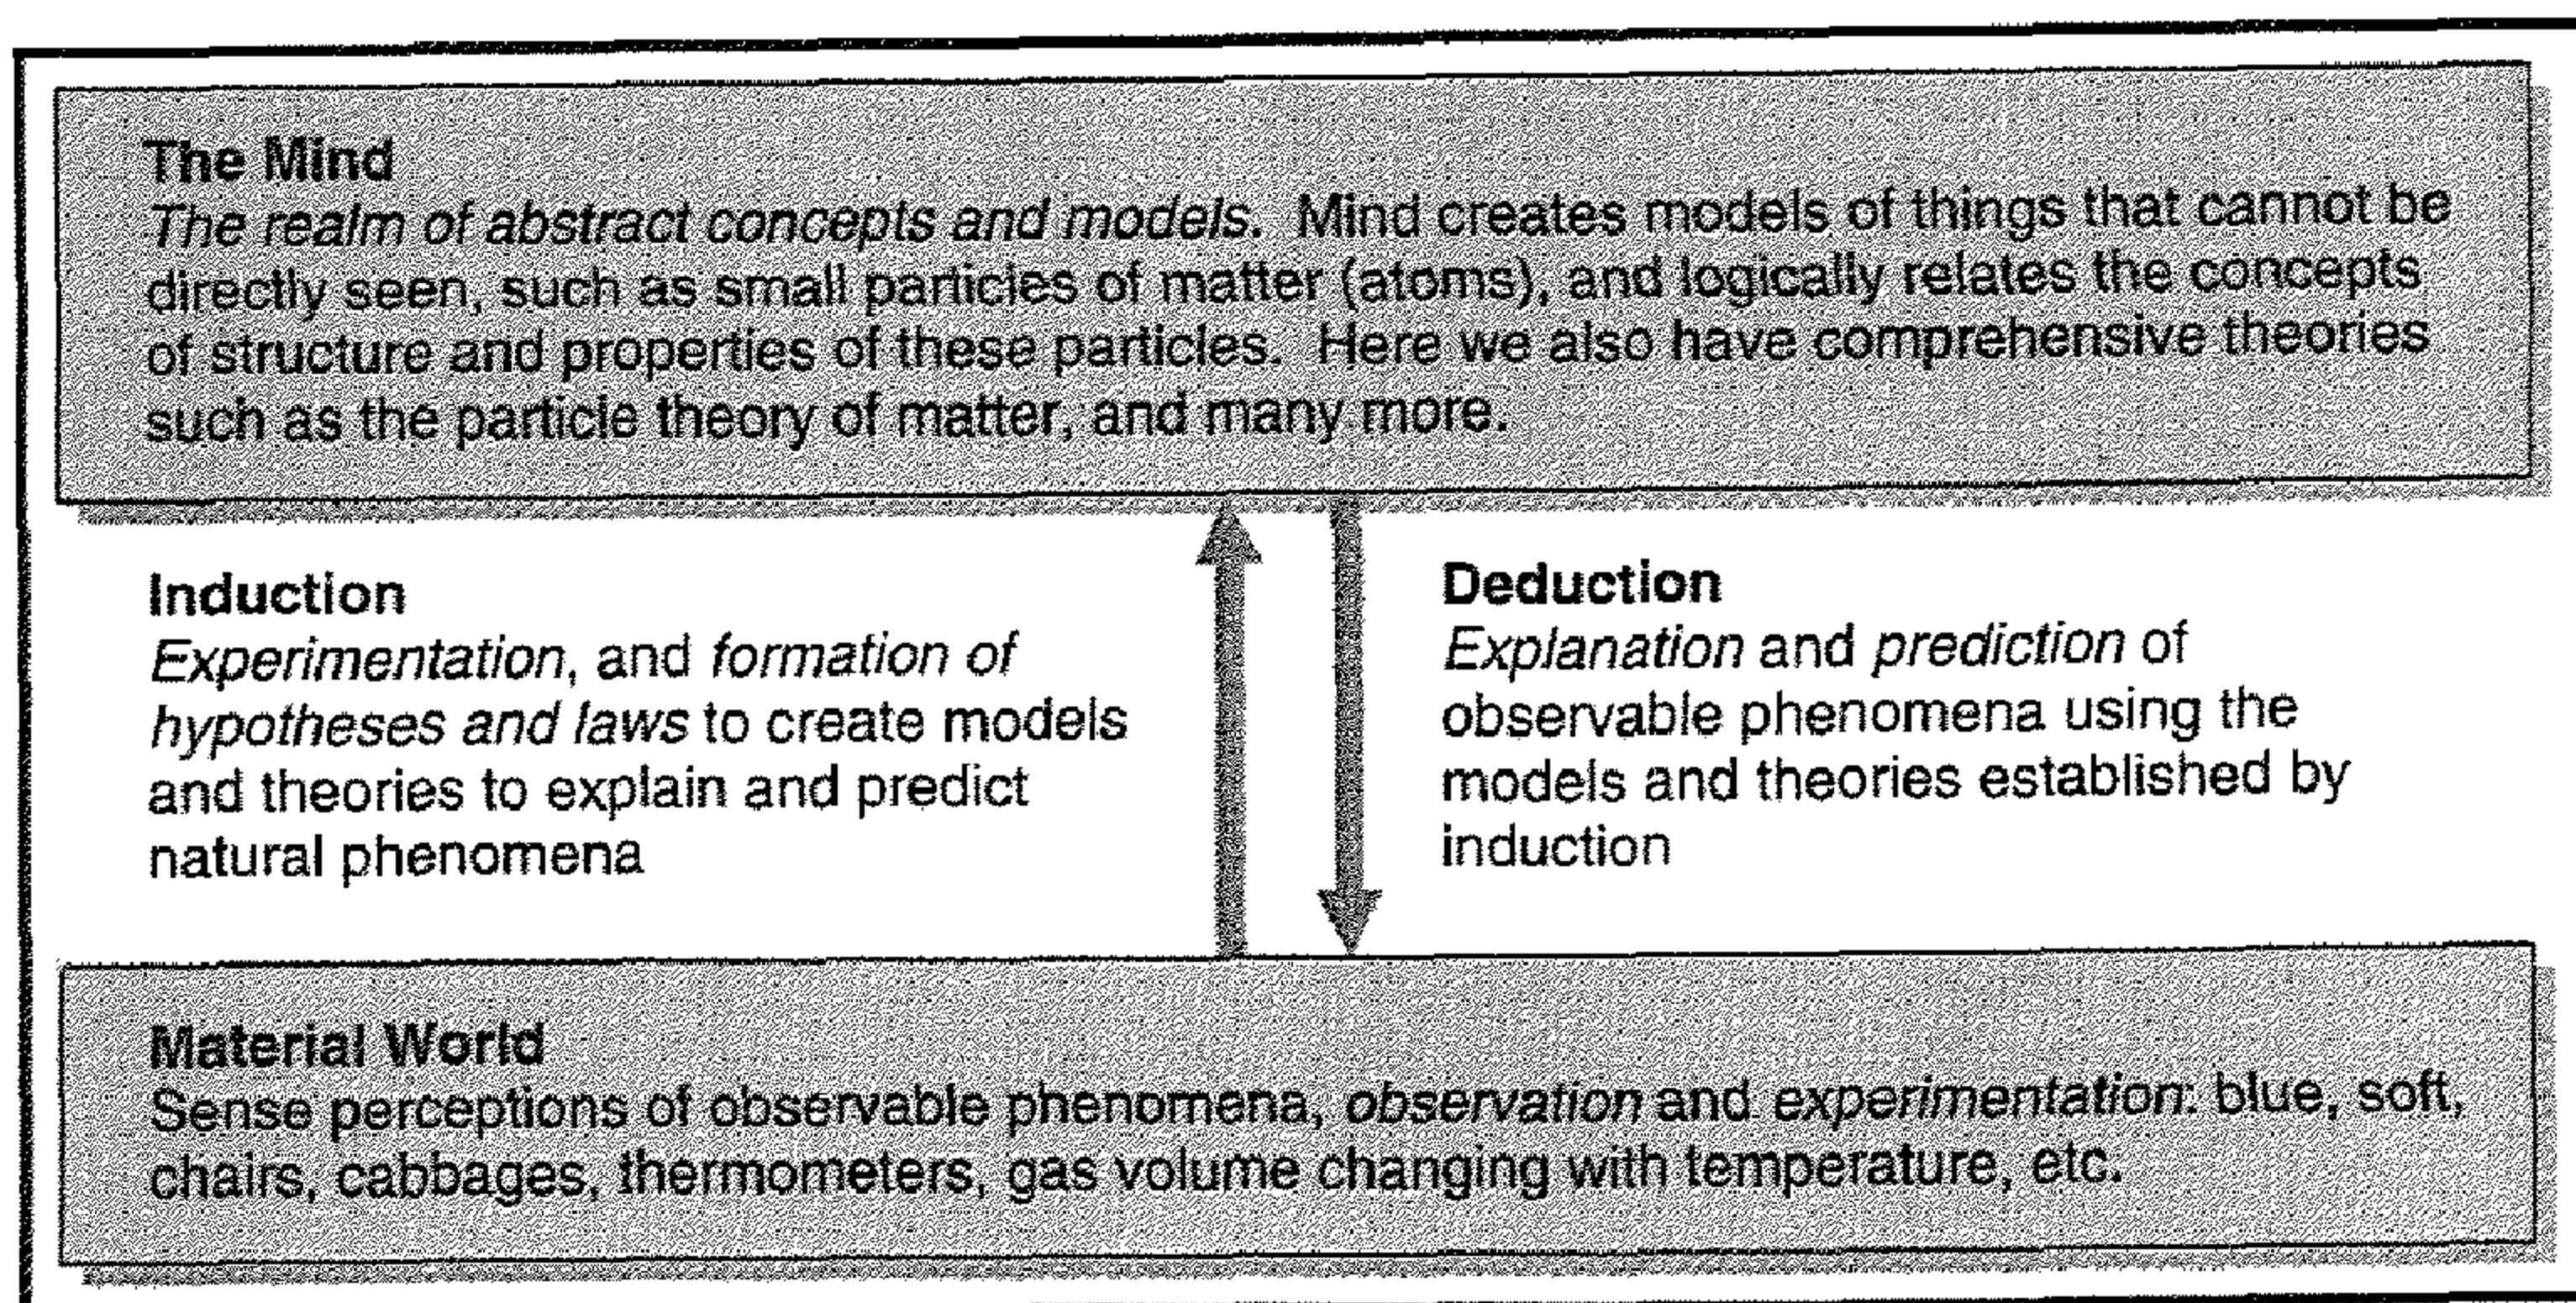 The Mind
The realm of abstract concepts and models. Mind creates models of things that cannot be
directly seen, such as small particles of matter (atoms), and logically relates the concepts
of structure and properties of these particles. Here we also have comprehensive theories
such as the particle theory of matter, and many more.
Induction
Experimentation, and formation of
hypotheses and laws to create models
and theories to explain and predict
natural phenomena
Deduction
Explanation and prediction of
observable phenomena using the
models and theories established by
induction
Material World
Sense perceptions of observable phenomena, observation and experimentation: blue, soft,
chairs, cabbages, thermometers, gas volume changing with temperature, etc.